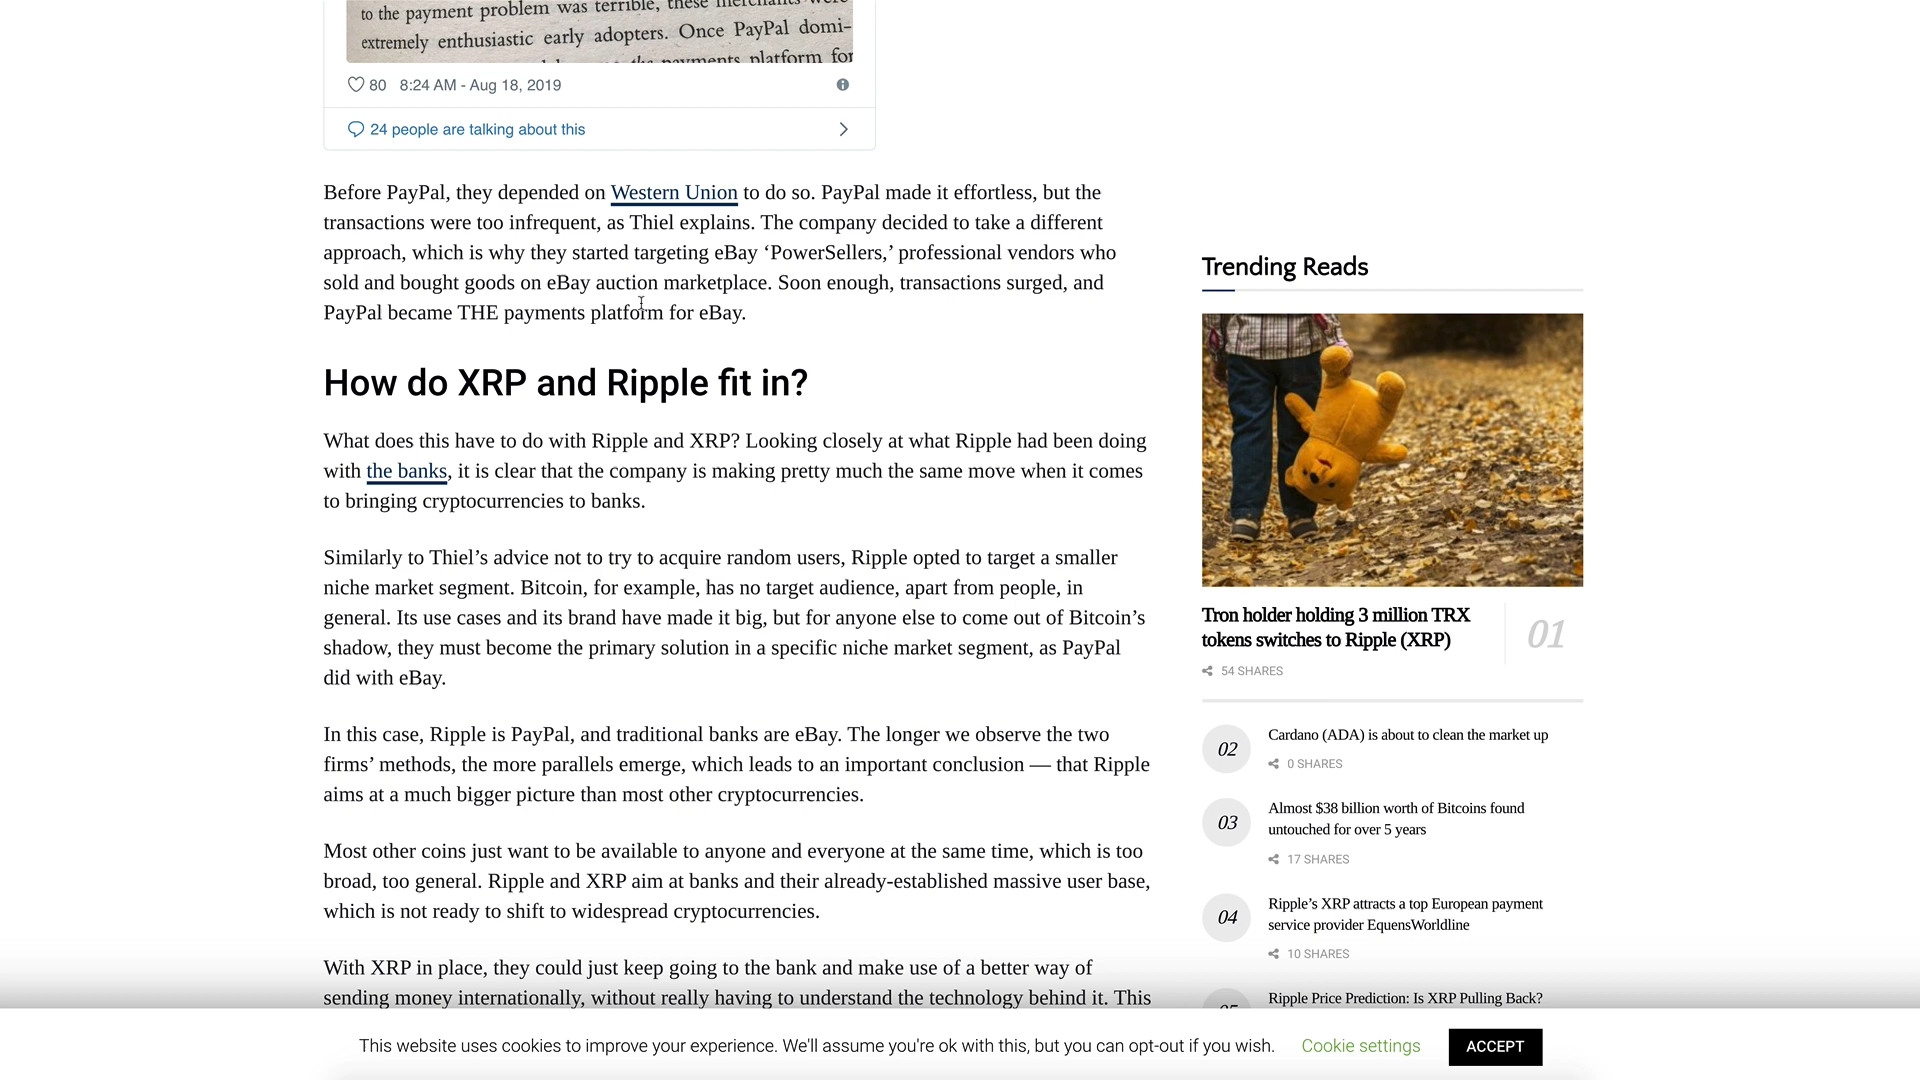 to the payment problem was terrible, these merchants were
extremely enthusiastic early adopters. Once PayPal domi-
the payments platform for
80 8:24 AM - Aug 18, 2019
24 people are talking about this
Before PayPal, they depended on Western Union to do so. PayPal made it effortless, but the
transactions were too infrequent, as Thiel explains. The company decided to take a different
approach, which is why they started targeting eBay ‘PowerSellers,’ professional vendors who
sold and bought goods on eBay auction marketplace. Soon enough, transactions surged, and
PayPal became THE payments platform for eBay.
How do XRP and Ripple fit in?
What does this have to do with Ripple and XRP? Looking closely at what Ripple had been doing
with the banks, it is clear that the company is making pretty much the same move when it comes
to bringing cryptocurrencies to banks.
Similarly to Thiel’s advice not to try to acquire random users, Ripple opted to target a smaller
niche market segment. Bitcoin, for example, has no target audience, apart from people, in
general. Its use cases and its brand have made it big, but for anyone else to come out of Bitcoin’s
shadow, they must become the primary solution in a specific niche market segment, as PayPal
did with eBay.
In this case, Ripple is PayPal, and traditional banks are eBay. The longer we observe the two
firms’ methods, the more parallels emerge, which leads to an important conclusion — that Ripple
aims at a much bigger picture than most other cryptocurrencies.
Most other coins just want to be available to anyone and everyone at the same time, which is too
broad, too general. Ripple and XRP aim at banks and their already-established massive user base,
which is not ready to shift to widespread cryptocurrencies.
With XRP in place, they could just keep going to the bank and make use of a better way of
sending money internationally, without really having to understand the technology behind it. This
Trending Reads
Tron holder holding 3 million TRX
tokens switches to Ripple (XRP)
01
54 SHARES
02
Cardano (ADA) is about to clean the market up
0 SHARES
03
Almost $38 billion worth of Bitcoins found
untouched for over 5 years
17 SHARES
04
Ripple’s XRP attracts a top European payment
service provider EquensWorldline
10 SHARES
Ripple Price Prediction: Is XRP Pulling Back?
This website uses cookies to improve your experience. We'll assume you're ok with this, but you can opt-out if you wish. Cookie settings ACCEPT